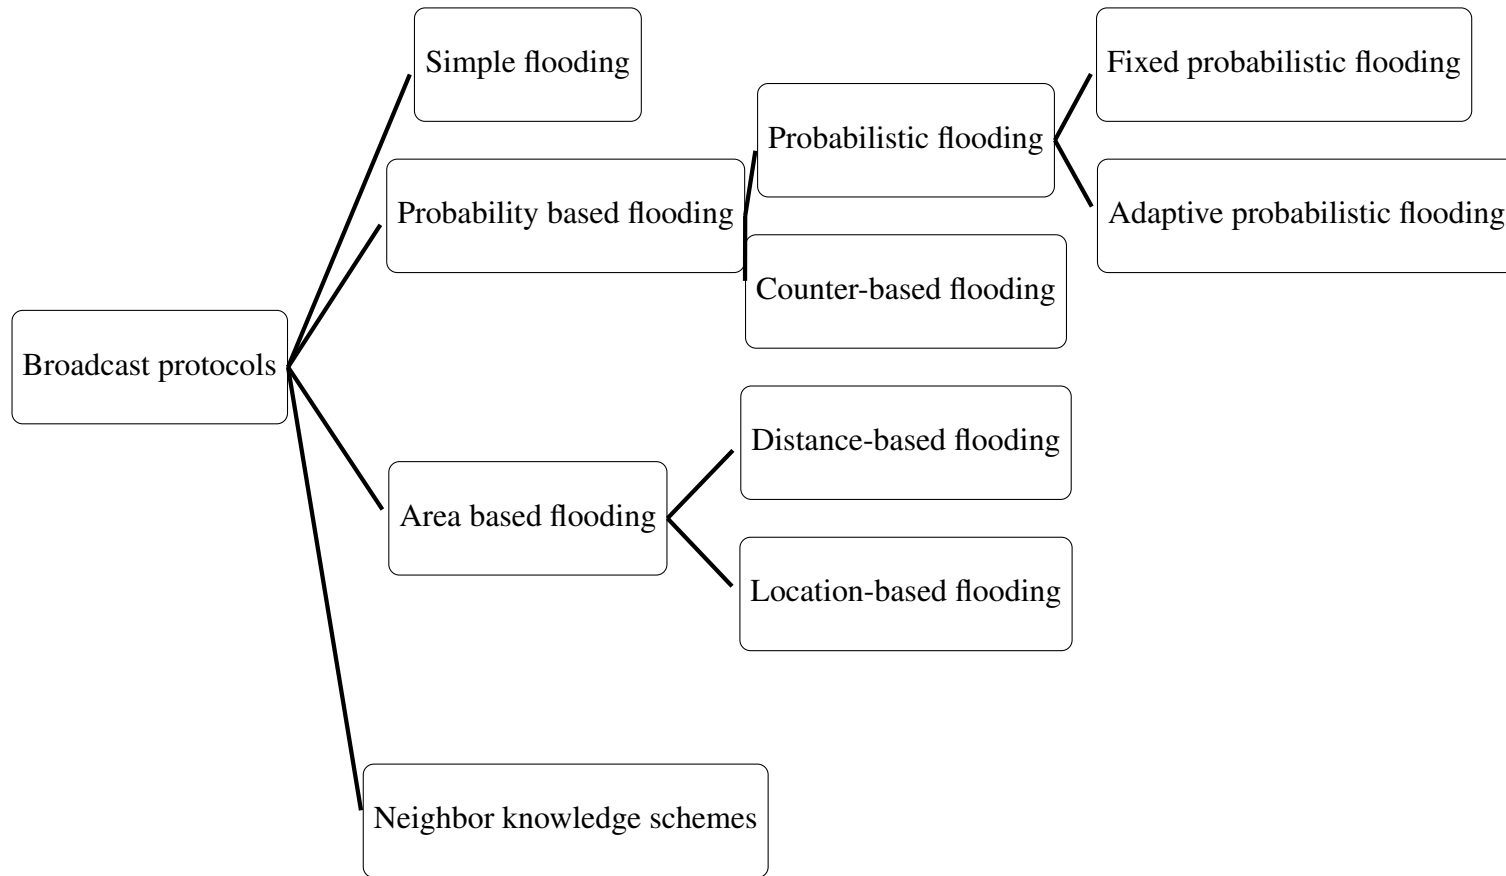 Simple flooding
Fixed probabilistic flooding
Probabilistic flooding
Probability based flooding
Adaptive probabilistic flooding
Counter-based flooding
Broadcast protocols
Distance-based flooding
Area based flooding
Location-based flooding
Neighbor knowledge schemes